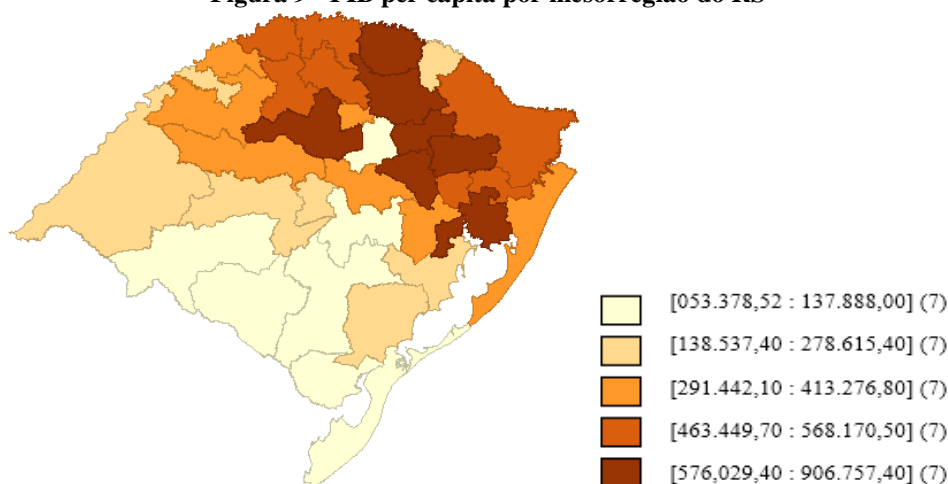 Figura 9 - PIB per capita por mesorregião do RS
[053.378,52 : 137.888,00] (7)
[138.537,40 : 278.615,40] (7)
[291.442,10 : 413.276,80] (7)
[463.449,70 : 568.170,50] (7)
[576,029,40 : 906.757,40] (7)